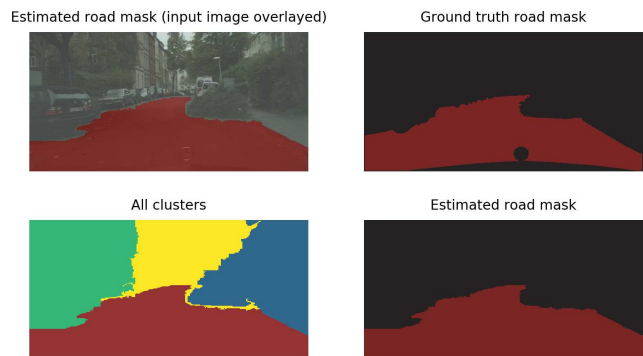 Estimated road mask (input image overlayed)
Ground truth road mask
All clusters
Estimated road mask